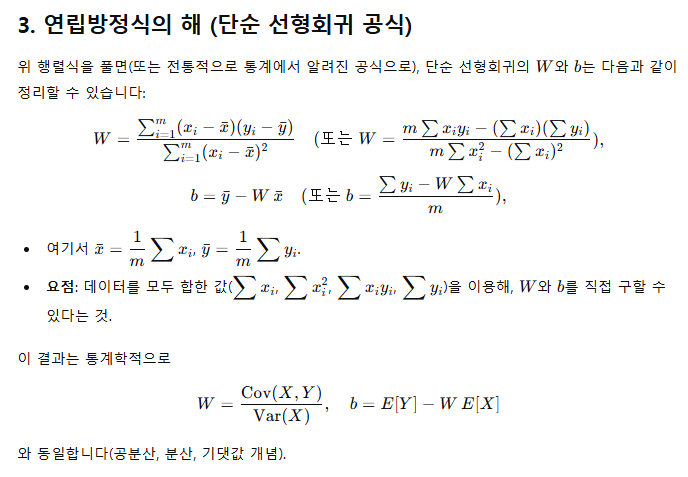 3. 연립방정식의 해 (단순 선형회귀 공식)
위 행렬식을 풀면(또는 전통적으로 통계에서 알려진 공식으로), 단순 선형회귀의 W와 b는 다음과 같이
정리할 수 있습니다:
W = \frac{\sum_{i=1}^{m}(x_i - \bar{x})(y_i - \bar{y})}{\sum_{i=1}^{m}(x_i - \bar{x})^2} (또는 W = \frac{m \sum x_i y_i - (\sum x_i)(\sum y_i)}{m \sum x_i^2 - (\sum x_i)^2}),
b = \bar{y} - W \bar{x} (또는 b = \frac{\sum y_i - W \sum x_i}{m}),
• 여기서 \bar{x} = \frac{1}{m} \sum x_i, \bar{y} = \frac{1}{m} \sum y_i.
• 요점: 데이터를 모두 합한 값(\sum x_i, \sum x_i^2, \sum x_i y_i, \sum y_i)을 이용해, W와 b를 직접 구할 수
있다는 것.
이 결과는 통계학적으로
W = \frac{Cov(X, Y)}{Var(X)}, b = E[Y] - W E[X]
와 동일합니다(공분산, 분산, 기댓값 개념).